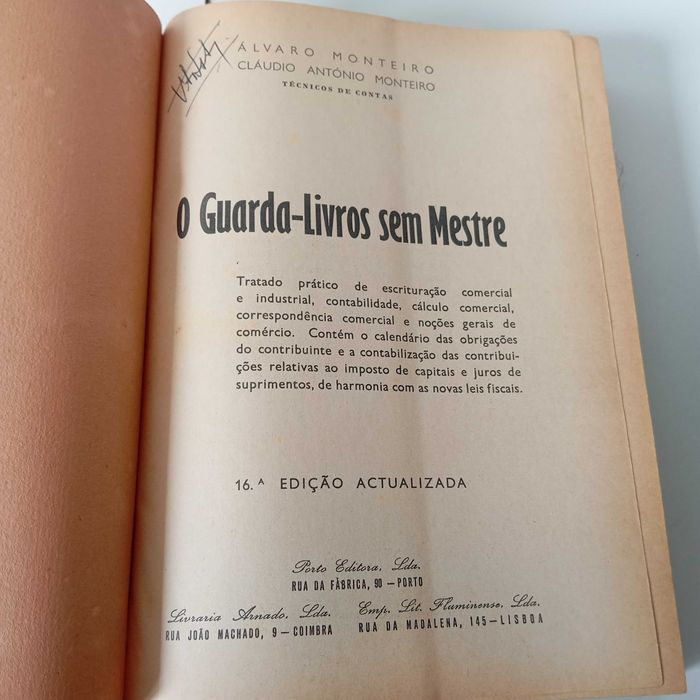 ÁLVARO MONTEIRO
CLÁUDIO ANTÓNIO MONTEIRO
TÉCNICOS DE CONTAS
O Guarda-Livros sem Mestre
Tratado prático de escrituração comercial
e industrial, contabilidade, cálculo comercial,
correspondência comercial e noções gerais de
comércio. Contém o calendário das obrigações
do contribuinte e a contabilização das contribui-
ções relativas ao imposto de capitais e juros de
suprimentos, de harmonia com as novas leis fiscais.
16.ª EDIÇÃO ACTUALIZADA
Porto Editora, Lda.
RUA DA FÁBRICA, 90 — PORTO
Livraria Arnado, Lda.
RUA JOÃO MACHADO, 9 — COIMBRA
Emp. Lit. Fluminense, Lda.
RUA DA MADALENA, 145 — LISBOA